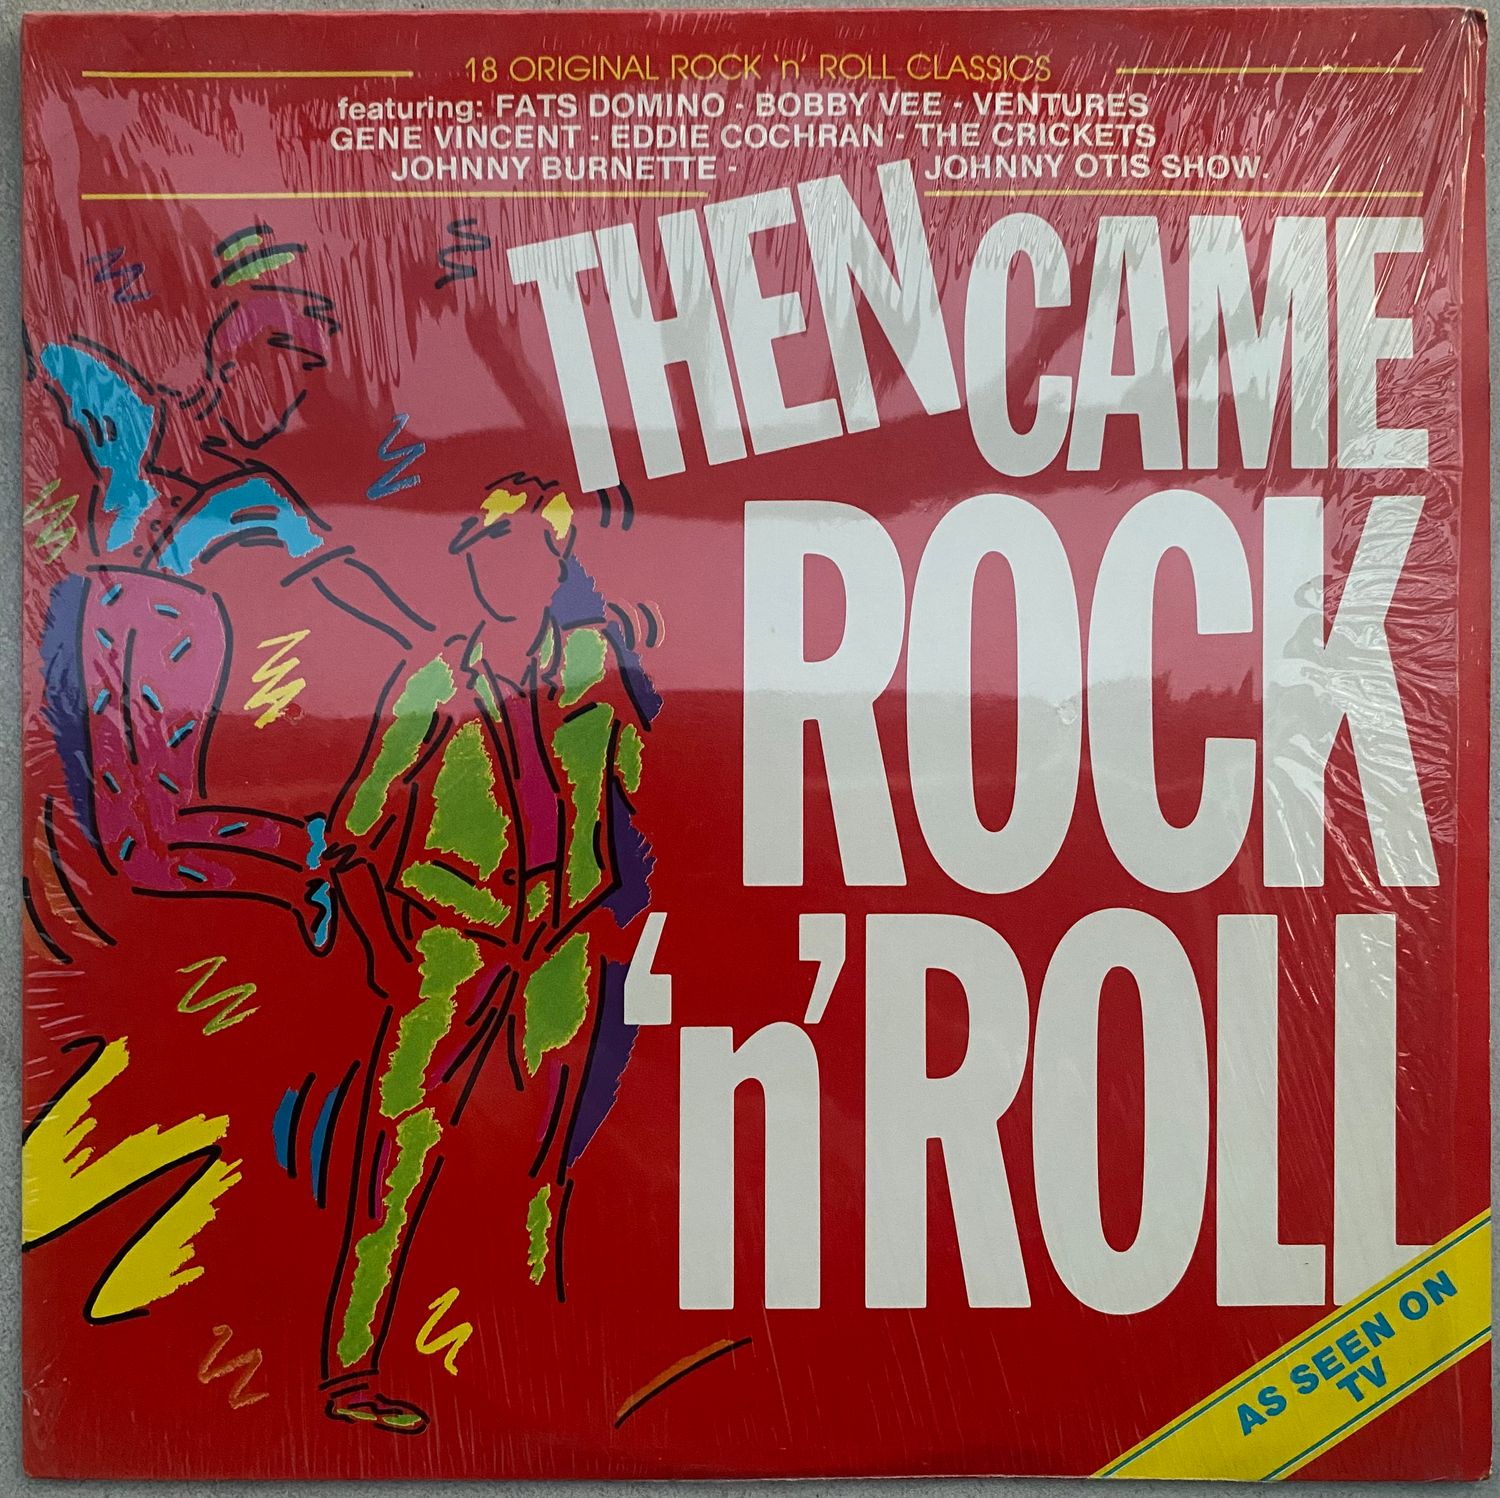 18 ORIGINAL ROCK 'n' ROLL CLASSICS
featuring: FATS DOMINO - BOBBY VEE - VENTURES
GENE VINCENT - EDDIE COCHRAN - THE CRICKETS
JOHNNY BURNETTE - JOHNNY OTIS SHOW.
THEN CAME
ROCK
'n' ROLL
AS SEEN ON
TV